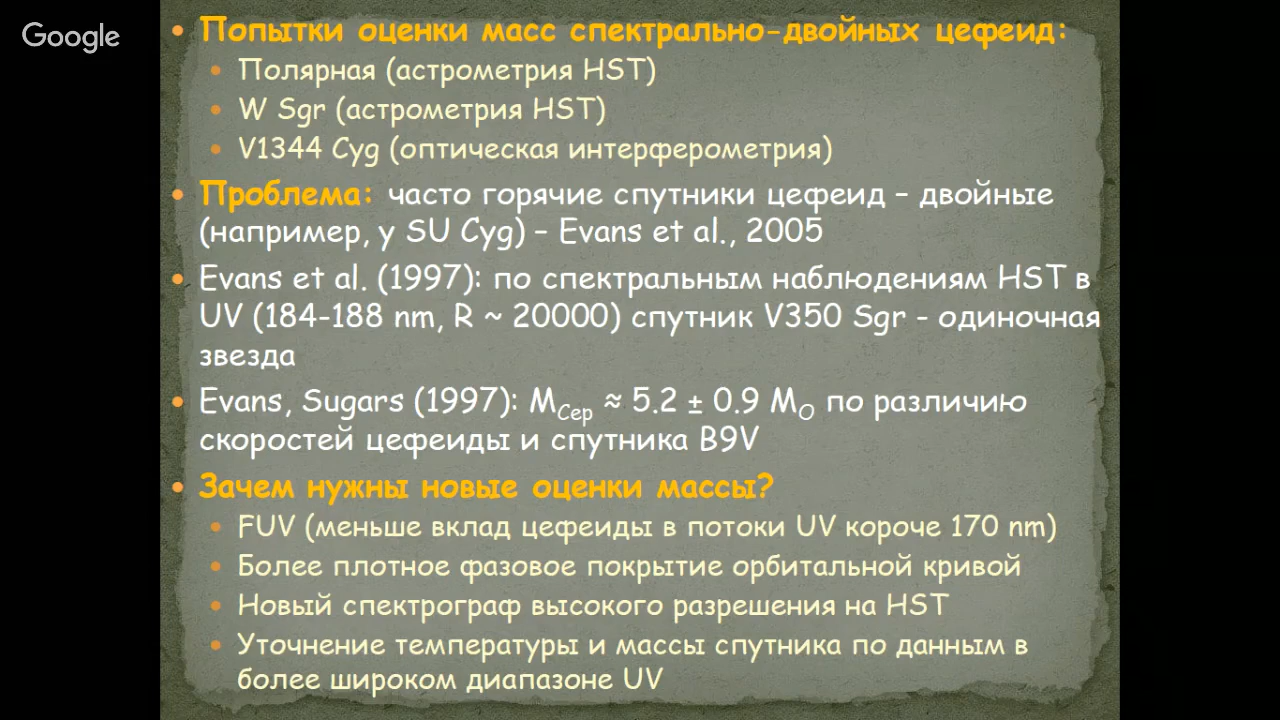 Google
• Попытки оценки масс спектрально-двойных цефеид:
• Полярная (астрометрия HST)
• W Sgr (астрометрия HST)
• V1344 Cyg (оптическая интерферометрия)
• Проблема: часто горячие спутники цефеид – двойные
(например, у SU Cyg) – Evans et al., 2005
• Evans et al. (1997): по спектральным наблюдениям HST в
UV (184-188 nm, R ~ 20000) спутник V350 Sgr - одиночная
звезда
• Evans, Sugars (1997): M_Cep ≈ 5.2 ± 0.9 M_O по различию
скоростей цефеиды и спутника B9V
• Зачем нужны новые оценки массы?
• FUV (меньше вклад цефеиды в потоки UV короче 170 nm)
• Более плотное фазовое покрытие орбитальной кривой
• Новый спектрограф высокого разрешения на HST
• Уточнение температуры и массы спутника по данным в
более широком диапазоне UV